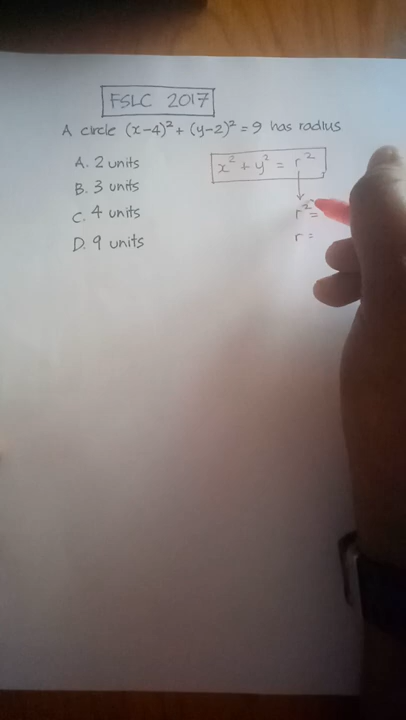 FSLC 2017
A circle (x-4)² + (y-2)² = 9 has radius
A. 2 units
B. 3 units
C. 4 units
D. 9 units
x² + y² = r²
r² =
r =